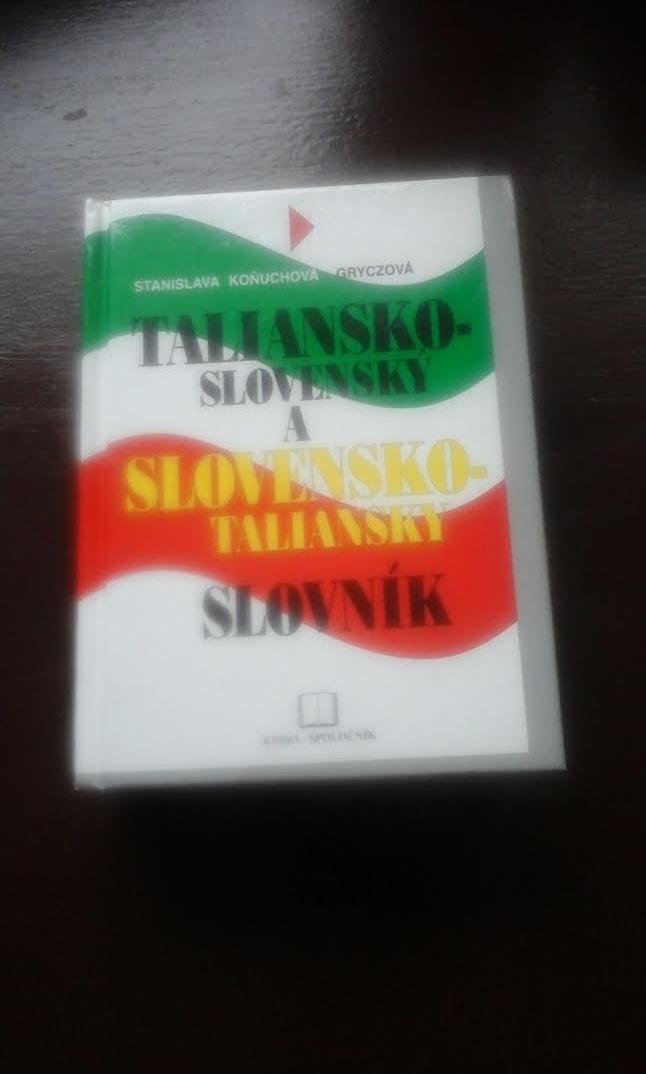 STANISLAVA KOŇUCHOVÁ - GRYCZOVÁ
TALIANSKO-
SLOVENSKÝ
A
SLOVENSKO-
TALIANSKY
SLOVNÍK
KNIHA - SPOLOČNÍK